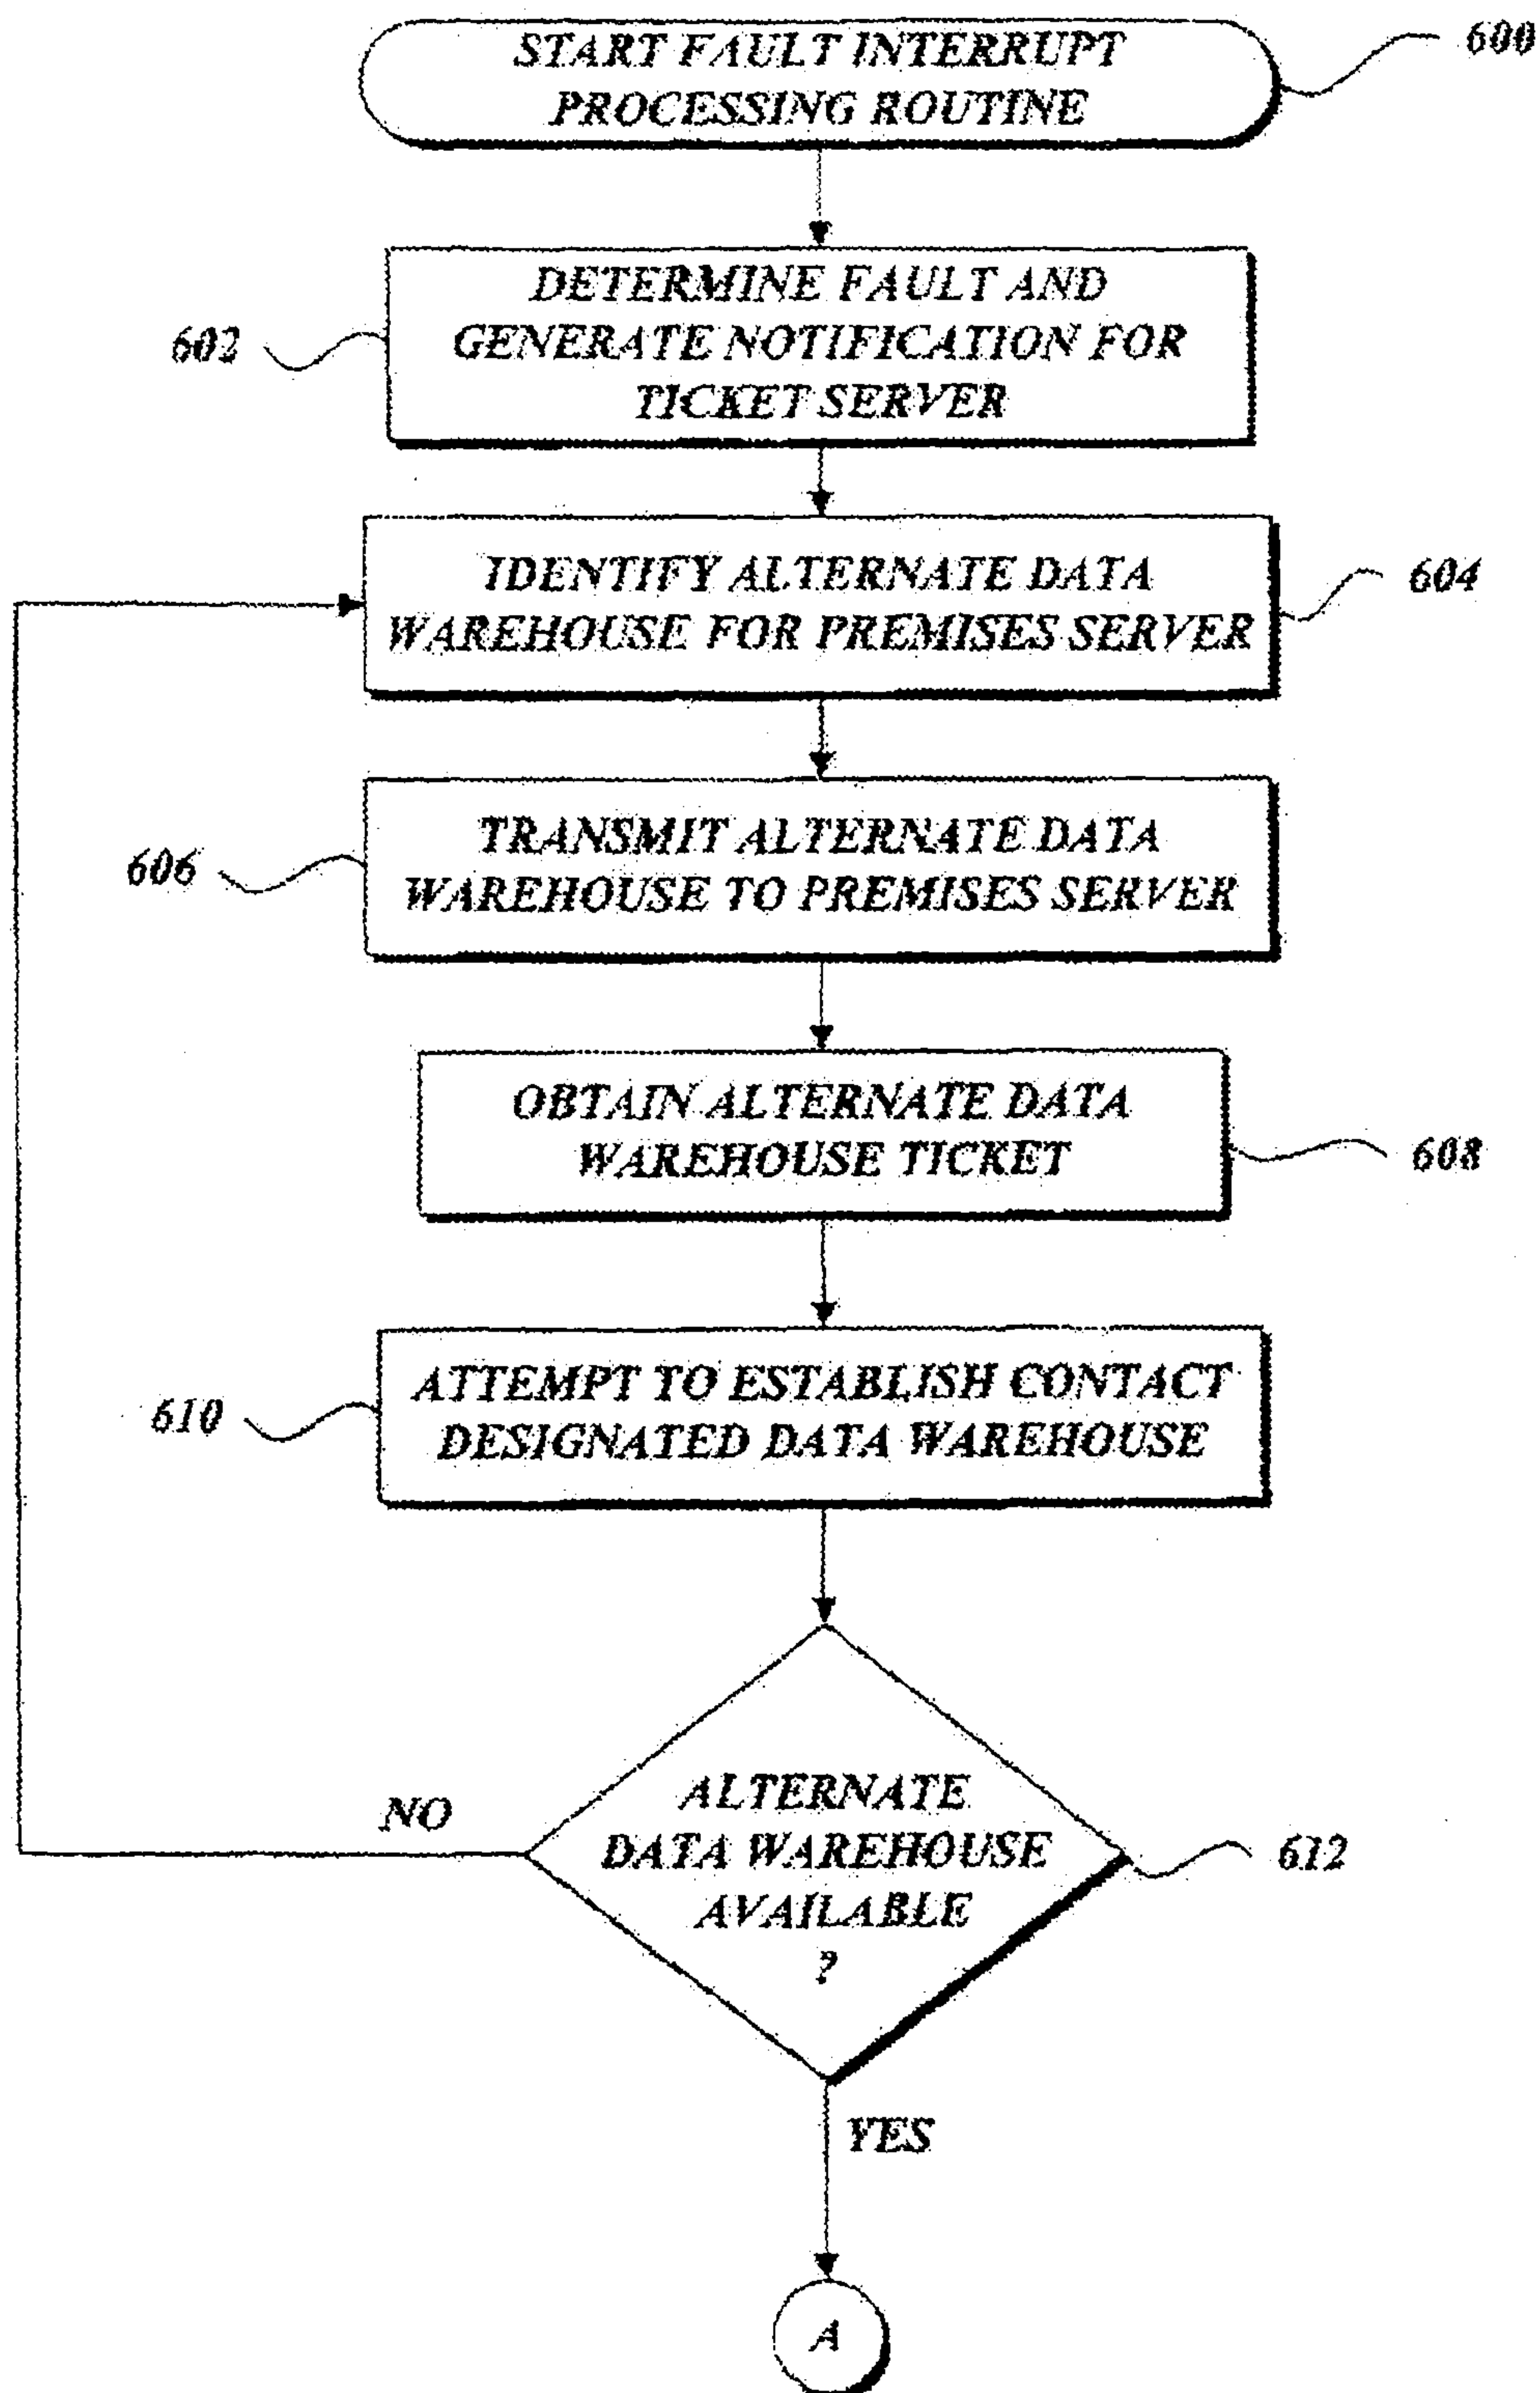 START FAULT INTERRUPT
PROCESSING ROUTINE
600
DETERMINE FAULT AND
GENERATE NOTIFICATION FOR
TICKET SERVER
602
IDENTIFY ALTERNATE DATA
WAREHOUSE FOR PREMISES SERVER
604
TRANSMIT ALTERNATE DATA
WAREHOUSE TO PREMISES SERVER
606
OBTAIN ALTERNATE DATA
WAREHOUSE TICKET
608
ATTEMPT TO ESTABLISH CONTACT
DESIGNATED DATA WAREHOUSE
610
ALTERNATE
DATA WAREHOUSE
AVAILABLE
?
612
NO
YES
A